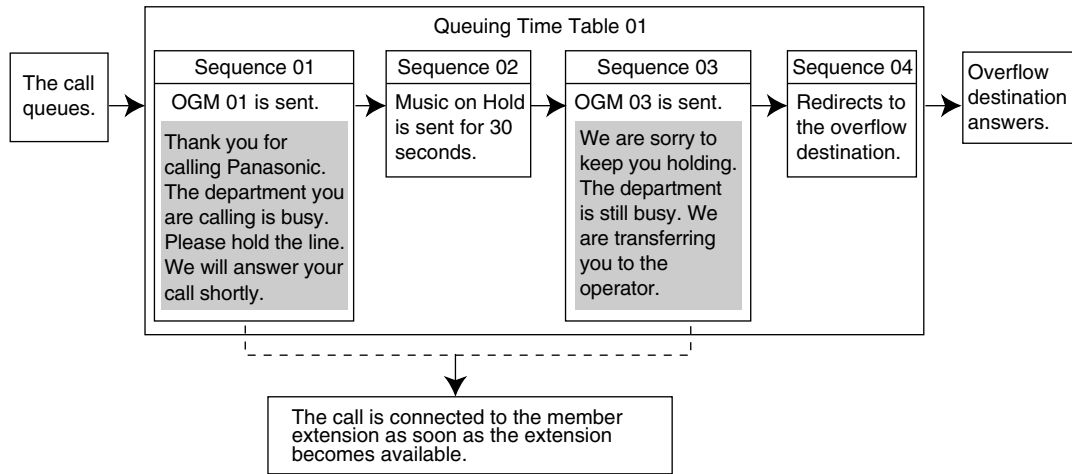 Queuing Time Table 01
The call
queues.
Sequence 01
OGM 01 is sent.
Thank you for
calling Panasonic.
The department you
are calling is busy.
Please hold the line.
We will answer your
call shortly.
Sequence 02
Music on Hold
is sent for 30
seconds.
Sequence 03
OGM 03 is sent.
We are sorry to
keep you holding.
The department
is still busy. We
are transferring
you to the
operator.
Sequence 04
Redirects to
the overflow
destination.
Overflow
destination
answers.
The call is connected to the member
extension as soon as the extension
becomes available.